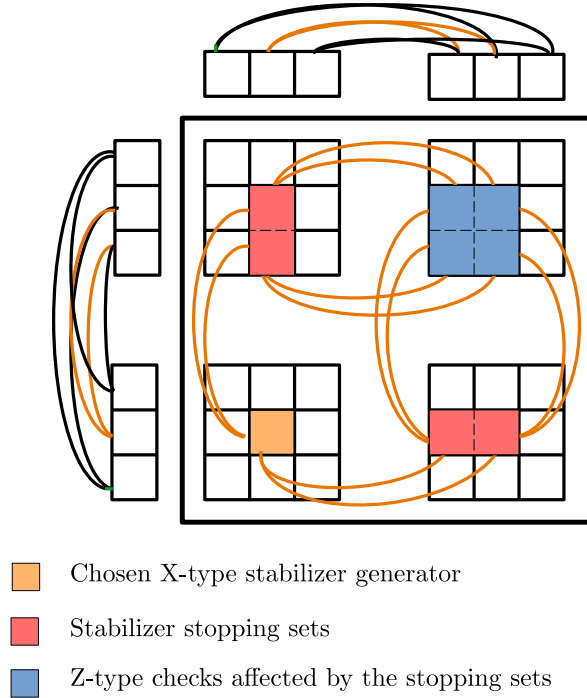 Chosen X-type stabilizer generator
Stabilizer stopping sets
Z-type checks affected by the stopping sets